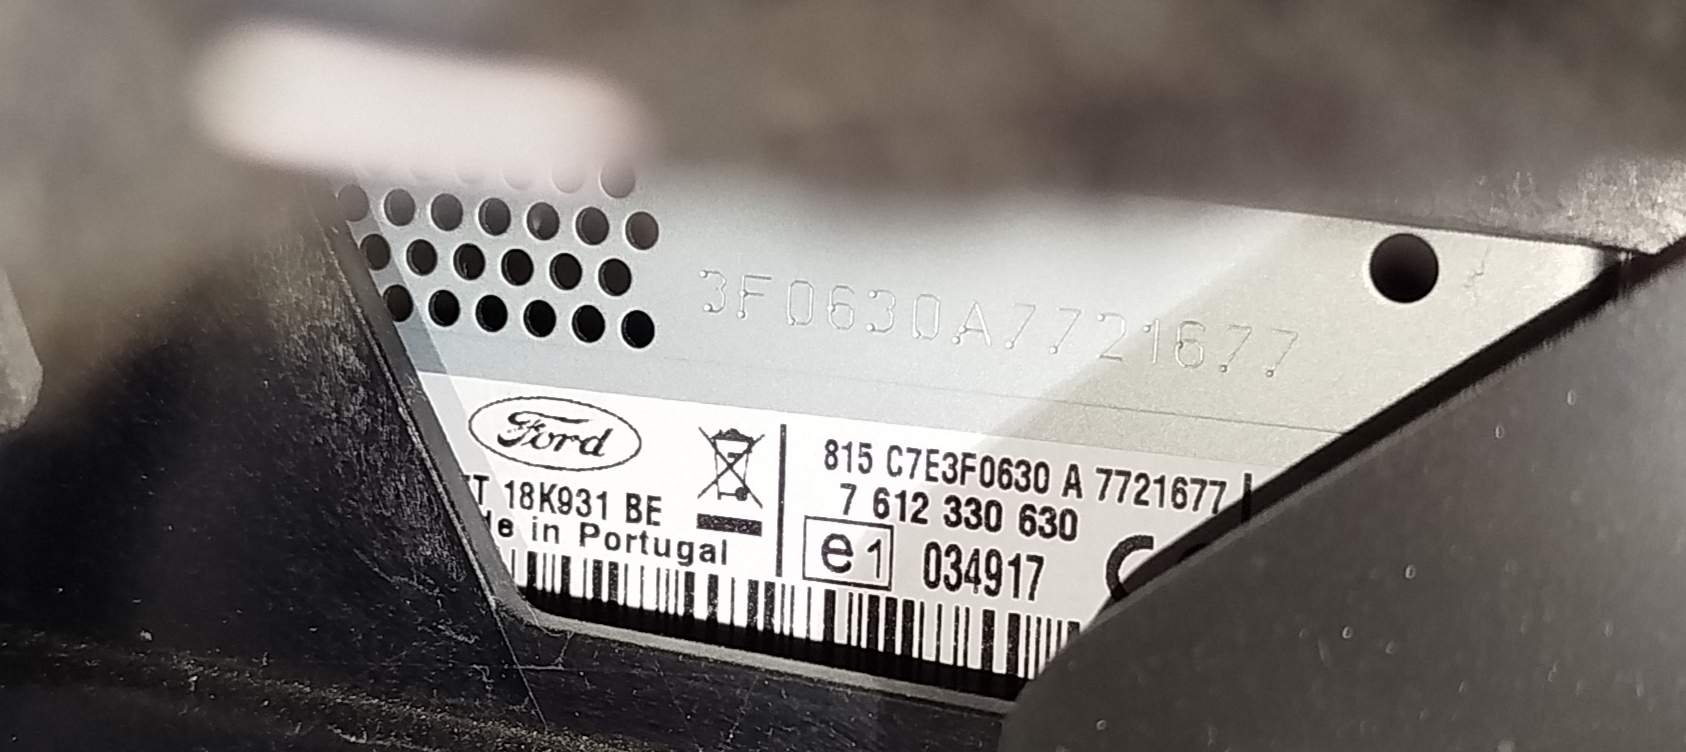 3F0630A7721677
Ford
T 18K931 BE
in Portugal
815 C7E3F0630 A 7721677
7 612 330 630
e1 034917